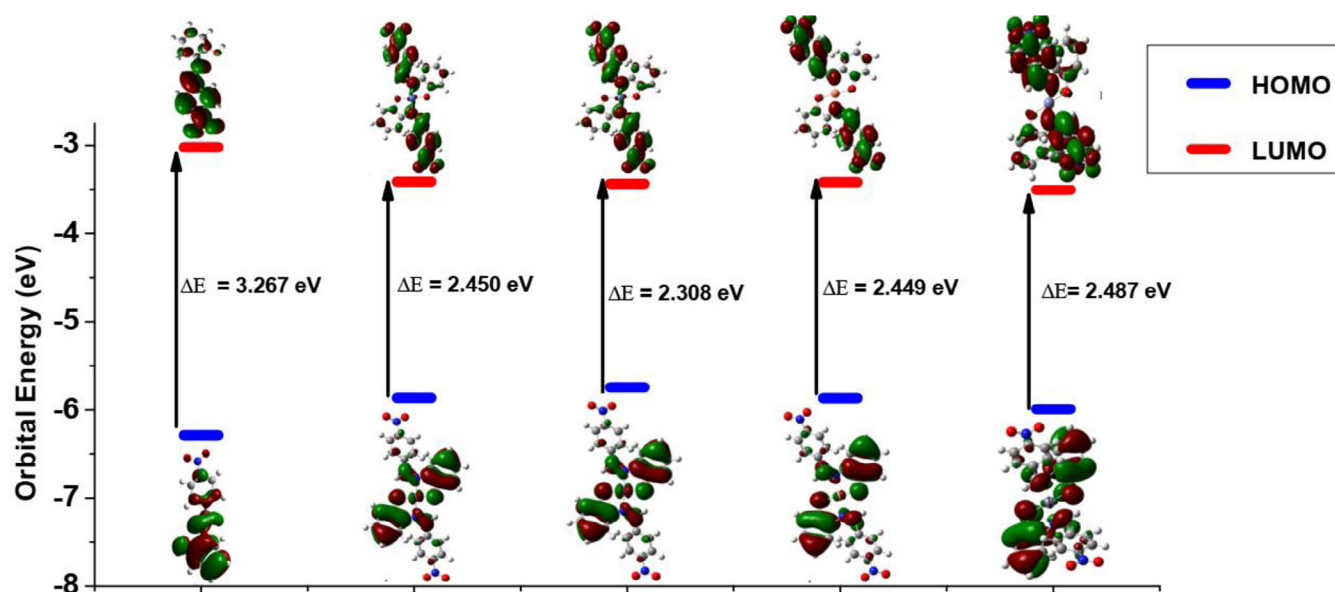 HOMO
LUMO
Orbital Energy (eV)
-3
-4
-5
-6
-7
-8
ΔE = 3.267 eV
ΔE = 2.450 eV
ΔE = 2.308 eV
ΔE = 2.449 eV
ΔE= 2.487 eV